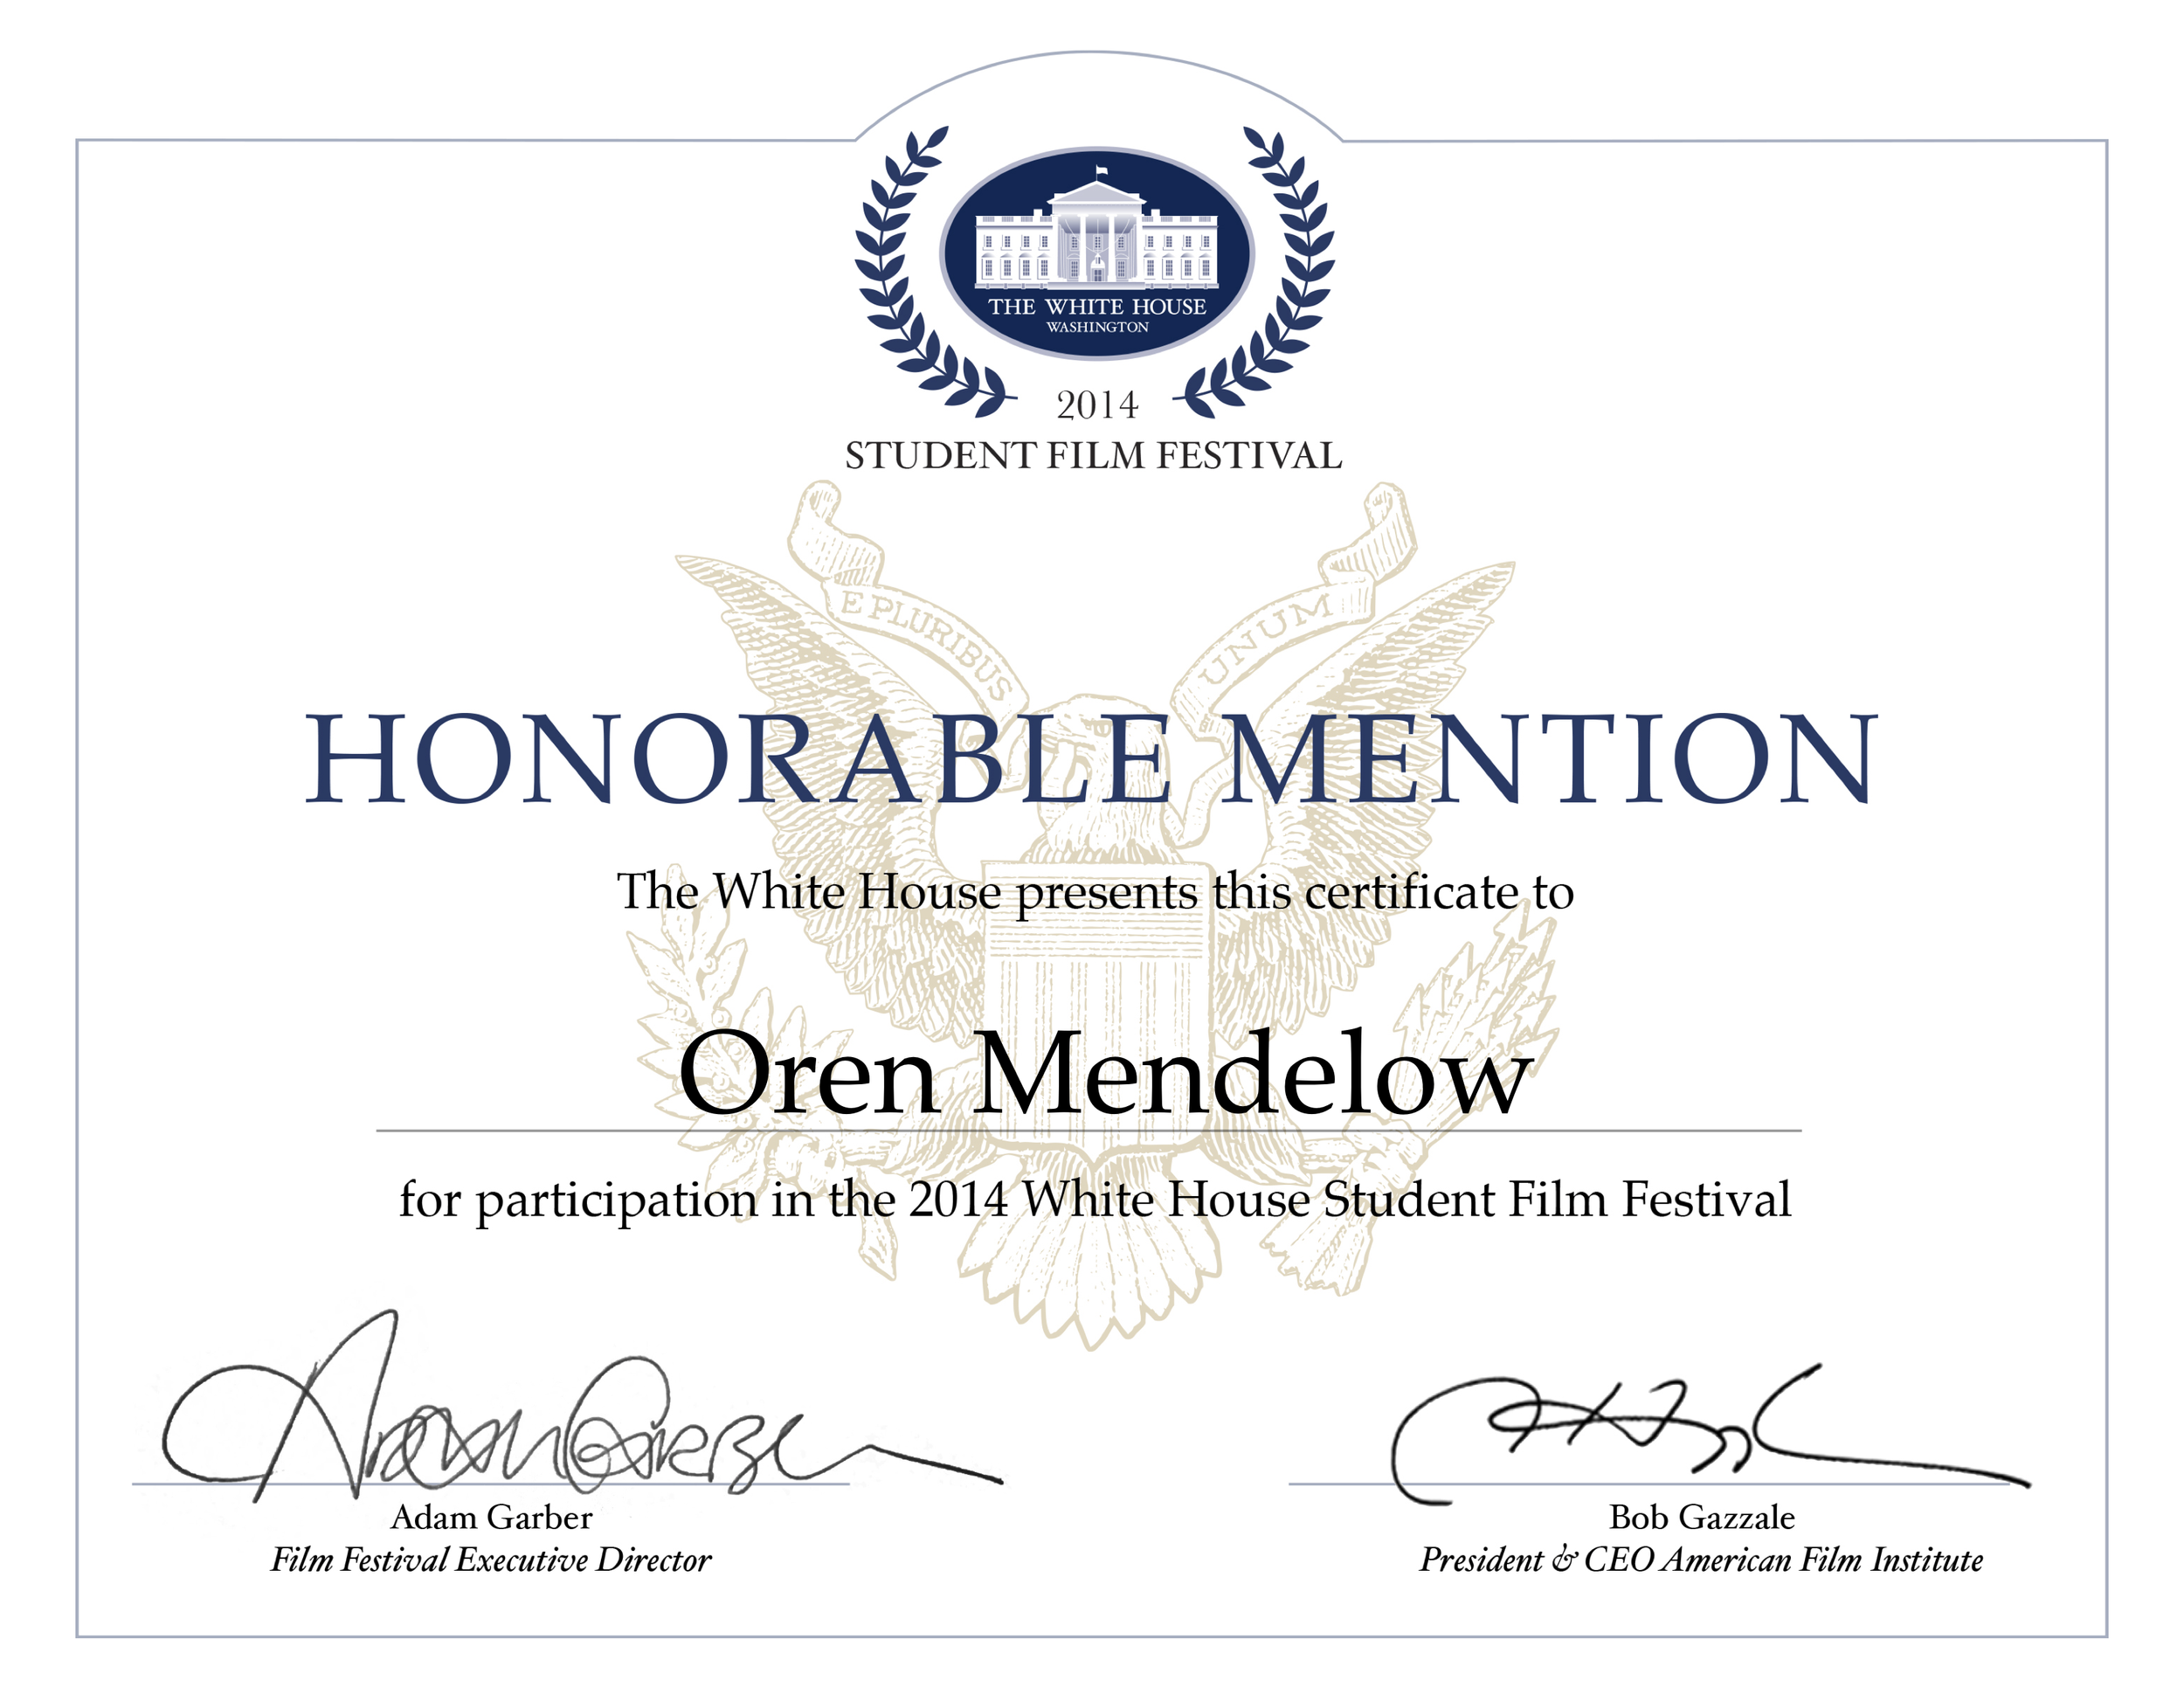 THE WHITE HOUSE
WASHINGTON
2014
STUDENT FILM FESTIVAL
E PLURIBUS UNUM
HONORABLE MENTION
The White House presents this certificate to
Oren Mendelow
for participation in the 2014 White House Student Film Festival
Adam Garber
Adam Garber
Film Festival Executive Director
Bob Gazzale
President & CEO American Film Institute